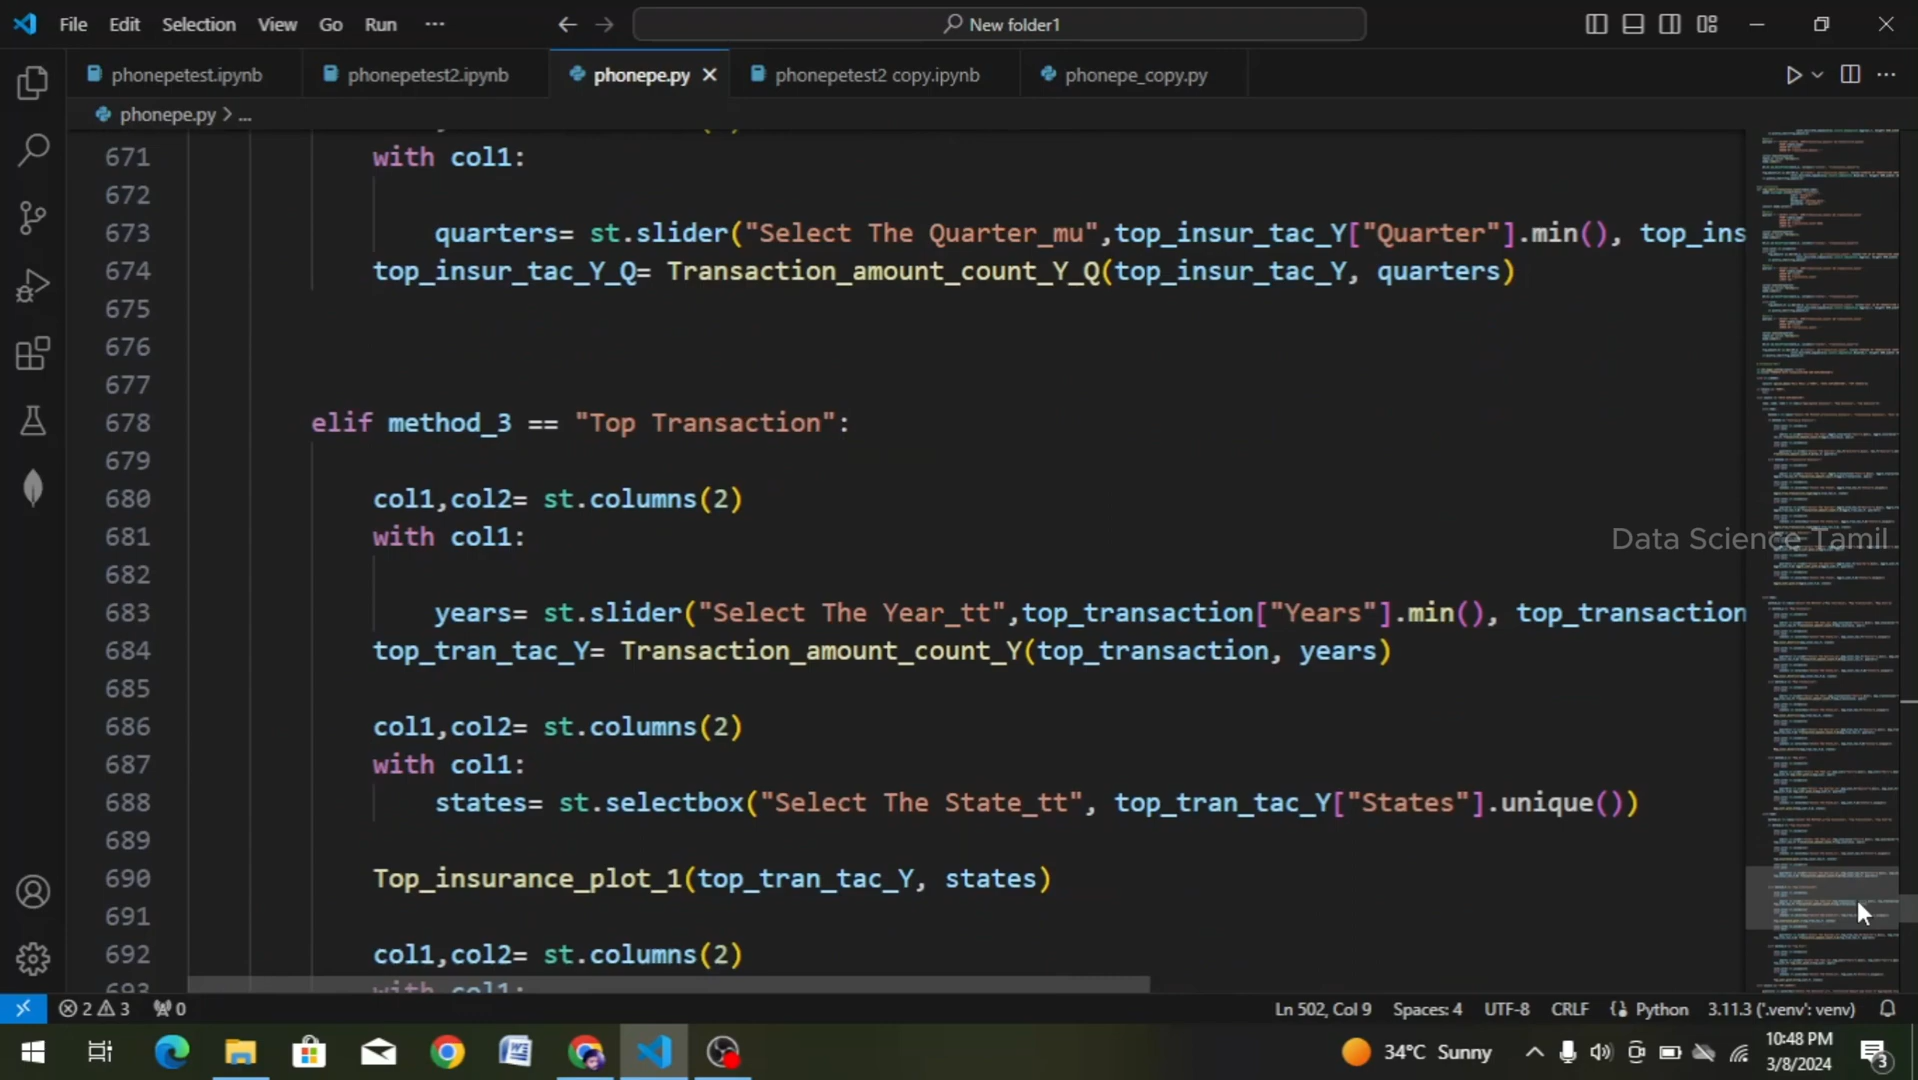 File Edit Selection View Go Run ··· New folder1
phonepetest.ipynb phonepetest2.ipynb phonepe.py phonepetest2 copy.ipynb phonepe_copy.py
phonepe.py > ...
671 with col1:
672
673 quarters= st.slider("Select The Quarter_mu",top_insur_tac_Y["Quarter"].min(), top_ins
674 top_insur_tac_Y_Q= Transaction_amount_count_Y_Q(top_insur_tac_Y, quarters)
675
676
677
678 elif method_3 == "Top Transaction":
679
680 col1,col2= st.columns(2)
681 with col1:
Data Science Tamil
682
683 years= st.slider("Select The Year_tt",top_transaction["Years"].min(), top_transaction
684 top_tran_tac_Y= Transaction_amount_count_Y(top_transaction, years)
685
686 col1,col2= st.columns(2)
687 with col1:
688 states= st.selectbox("Select The State_tt", top_tran_tac_Y["States"].unique())
689
690 Top_insurance_plot_1(top_tran_tac_Y, states)
691
692 col1,col2= st.columns(2)
693 with col1:
2 3 0 Ln 502, Col 9 Spaces: 4 UTF-8 CRLF Python 3.11.3 ('.venv': venv)
34°C Sunny 10:48 PM
3/8/2024 3